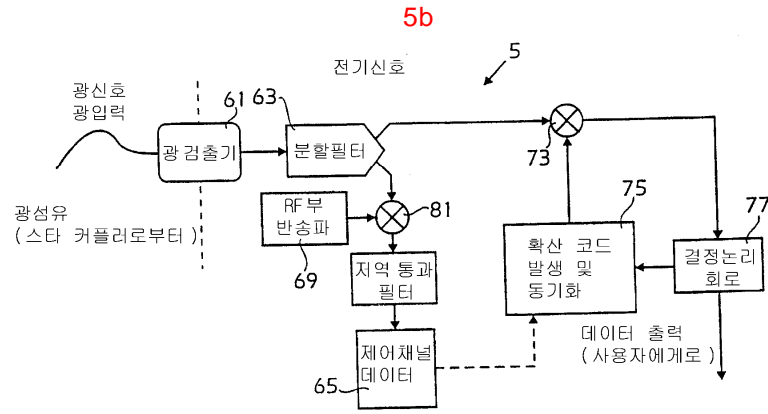 5b
전기신호
5
광신호
광입력
61
63
광검출기
분할필터
73
광섬유
(스타 커플러로부터)
RF부
반송파
69
81
75
77
확산 코드
발생 및
동기화
결정논리
회로
저역 통과
필터
데이터 출력
(사용자에게로)
제어채널
데이터
65